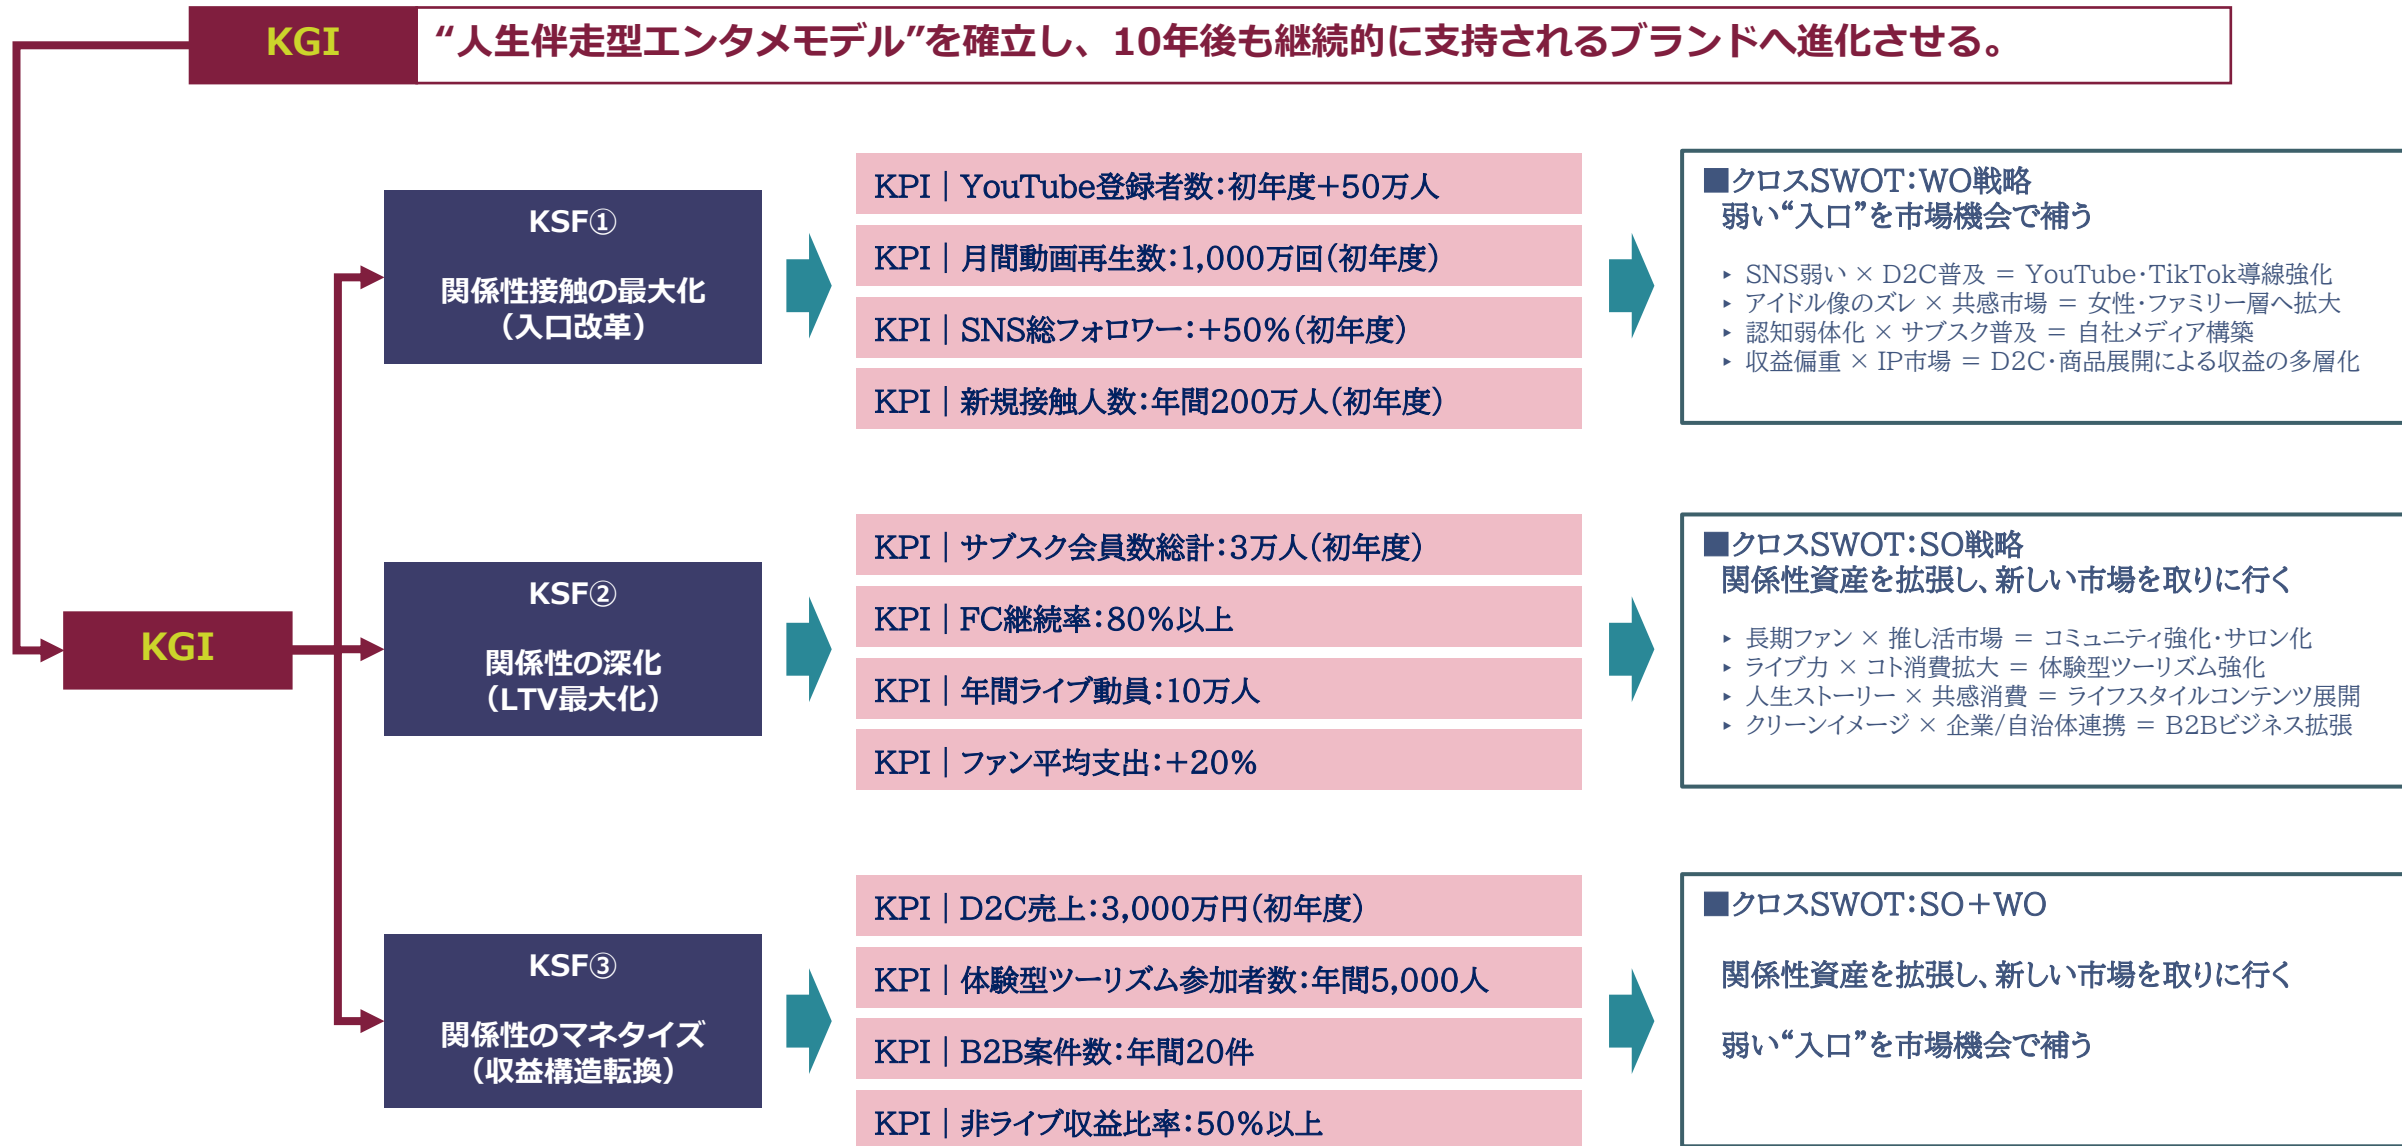 KGI
“人生伴走型エンタメモデル”を確立し、10年後も継続的に支持されるブランドへ進化させる。
KGI
KSF①
関係性接触の最大化
（入口改革）
KPI｜YouTube登録者数：初年度＋50万人
KPI｜月間動画再生数：1,000万回（初年度）
KPI｜SNS総フォロワー：＋50％（初年度）
KPI｜新規接触人数：年間200万人（初年度）
■クロスSWOT：WO戦略
弱い“入口”を市場機会で補う
▸ SNS弱い × D2C普及 ＝ YouTube・TikTok導線強化
▸ アイドル像のズレ × 共感市場 ＝ 女性・ファミリー層へ拡大
▸ 認知弱体化 × サブスク普及 ＝ 自社メディア構築
▸ 収益偏重 × IP市場 ＝ D2C・商品展開による収益の多層化
KSF②
関係性の深化
（LTV最大化）
KPI｜サブスク会員数総計：3万人（初年度）
KPI｜FC継続率：80％以上
KPI｜年間ライブ動員：10万人
KPI｜ファン平均支出：＋20％
■クロスSWOT：SO戦略
関係性資産を拡張し、新しい市場を取りに行く
▸ 長期ファン × 推し活市場 ＝ コミュニティ強化・サロン化
▸ ライブ力 × コト消費拡大 ＝ 体験型ツーリズム強化
▸ 人生ストーリー × 共感消費 ＝ ライフスタイルコンテンツ展開
▸ クリーンイメージ × 企業/自治体連携 ＝ B2Bビジネス拡張
KSF③
関係性のマネタイズ
（収益構造転換）
KPI｜D2C売上：3,000万円（初年度）
KPI｜体験型ツーリズム参加者数：年間5,000人
KPI｜B2B案件数：年間20件
KPI｜非ライブ収益比率：50％以上
■クロスSWOT：SO＋WO
関係性資産を拡張し、新しい市場を取りに行く
弱い“入口”を市場機会で補う